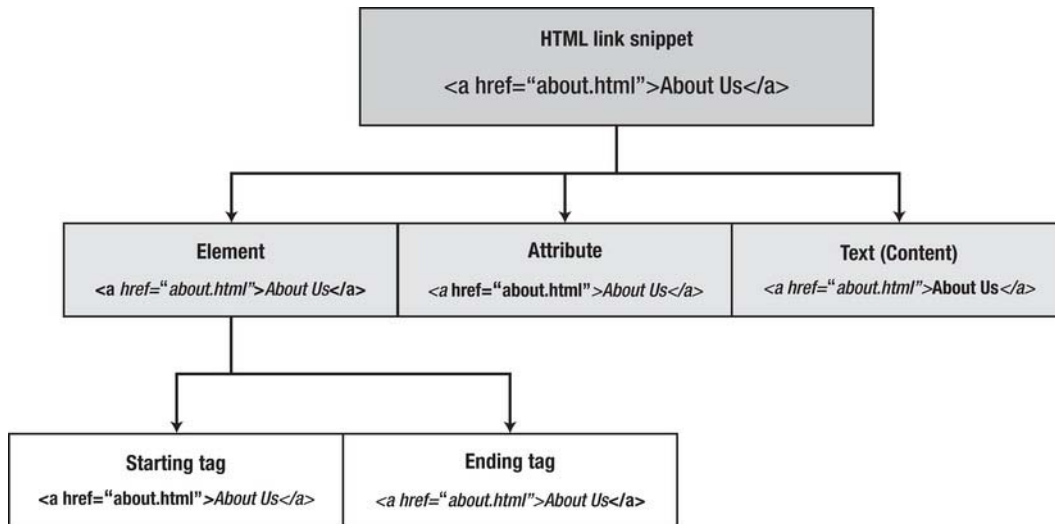 HTML link snippet
<a href=“about.html”>About Us</a>
Element
<a href=“about.html”>About Us</a>
Attribute
<a href=“about.html”>About Us</a>
Text (Content)
<a href=“about.html”>About Us</a>
Starting tag
<a href=“about.html”>About Us</a>
Ending tag
<a href=“about.html”>About Us</a>